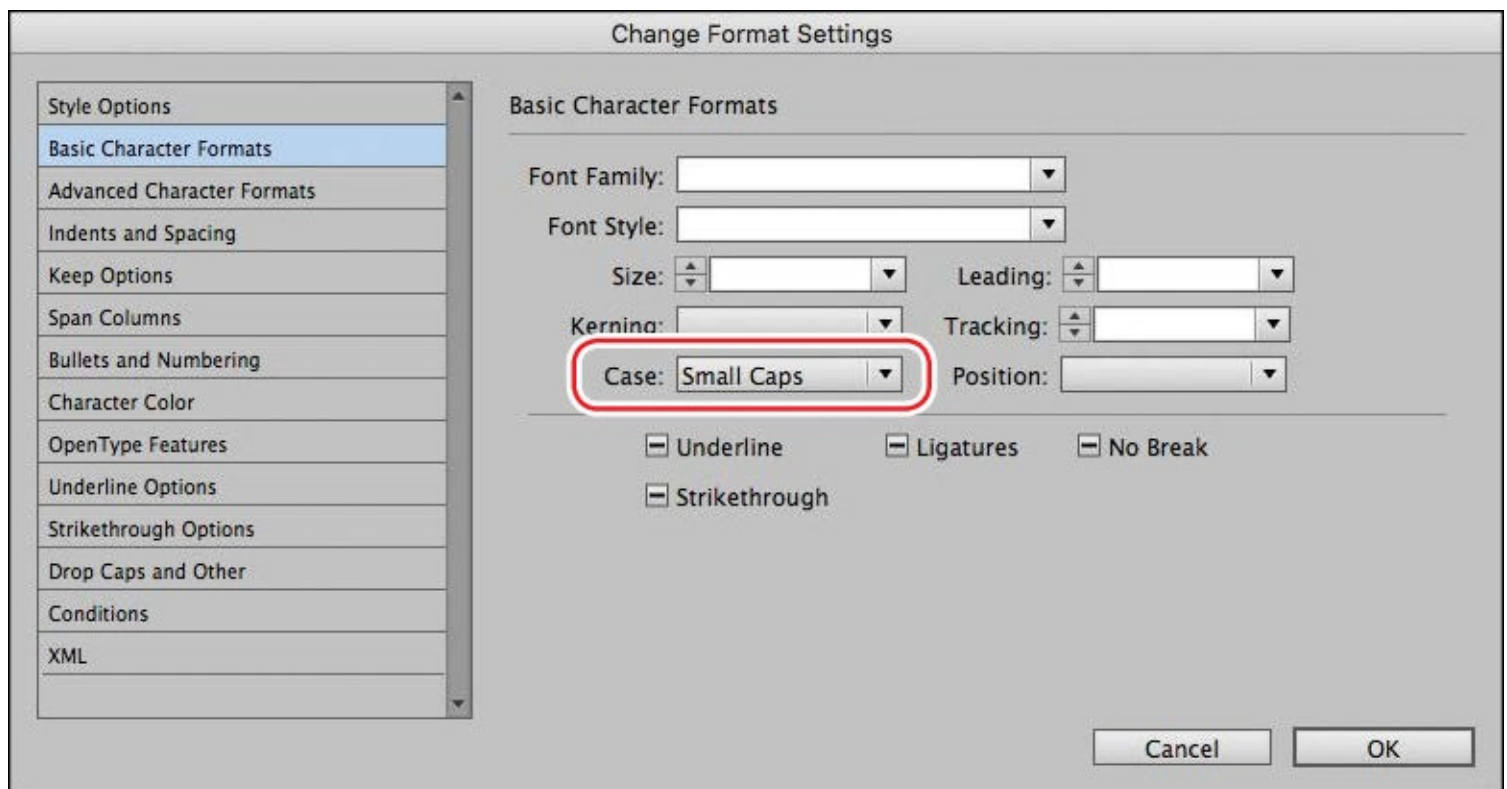 Change Format Settings
Style Options
Basic Character Formats
Advanced Character Formats
Indents and Spacing
Keep Options
Span Columns
Bullets and Numbering
Character Color
OpenType Features
Underline Options
Strikethrough Options
Drop Caps and Other
Conditions
XML
Basic Character Formats
Font Family:
Font Style:
Size: Leading:
Kerning: Tracking:
Case: Small Caps Position:
Underline Ligatures No Break
Strikethrough
Cancel OK